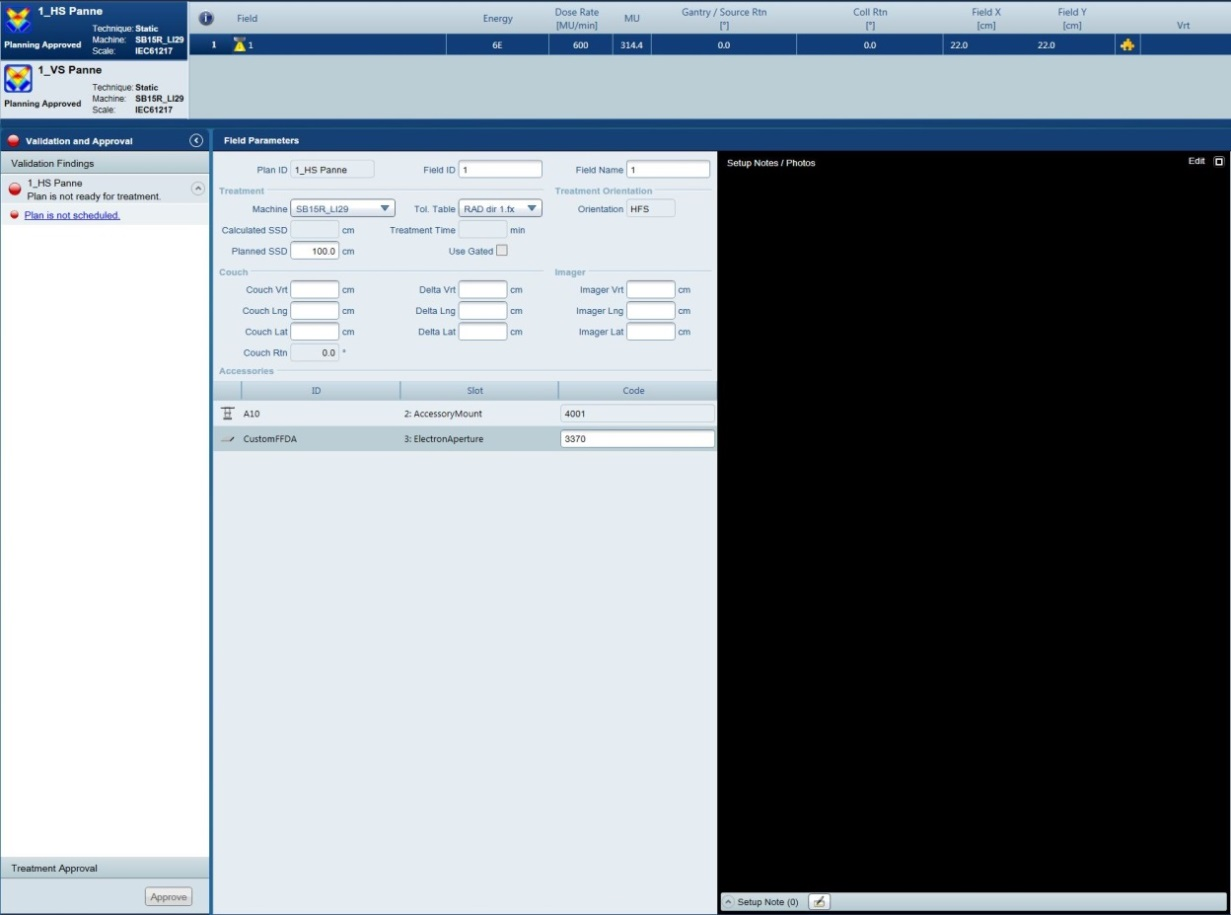 1_HS Panne
Technique: Static
Planning Approved Machine: SB15R_LI29
Scale: IEC61217
1_VS Panne
Technique: Static
Planning Approved Machine: SB15R_LI29
Scale: IEC61217
i Field Energy Dose Rate [MU/min] MU Gantry / Source Rtn [°] Coll Rtn [°] Field X [cm] Field Y [cm] Vrt
1 1 6E 600 314.4 0.0 0.0 22.0 22.0
Validation and Approval
Validation Findings
1_HS Panne
Plan is not ready for treatment.
Plan is not scheduled.
Treatment Approval
Approve
Field Parameters
Plan ID 1_HS Panne Field ID 1 Field Name 1
Treatment Treatment Orientation
Machine SB15R_LI29 Tol. Table RAD dir 1.fx Orientation HFS
Calculated SSD cm Treatment Time min
Planned SSD 100.0 cm Use Gated
Couch Imager
Couch Vrt cm Delta Vrt cm Imager Vrt cm
Couch Lng cm Delta Lng cm Imager Lng cm
Couch Lat cm Delta Lat cm Imager Lat cm
Couch Rtn 0.0 °
Accessories
ID Slot Code
A10 2: AccessoryMount 4001
CustomFFDA 3: ElectronAperture 3370
Setup Notes / Photos Edit
Setup Note (0)